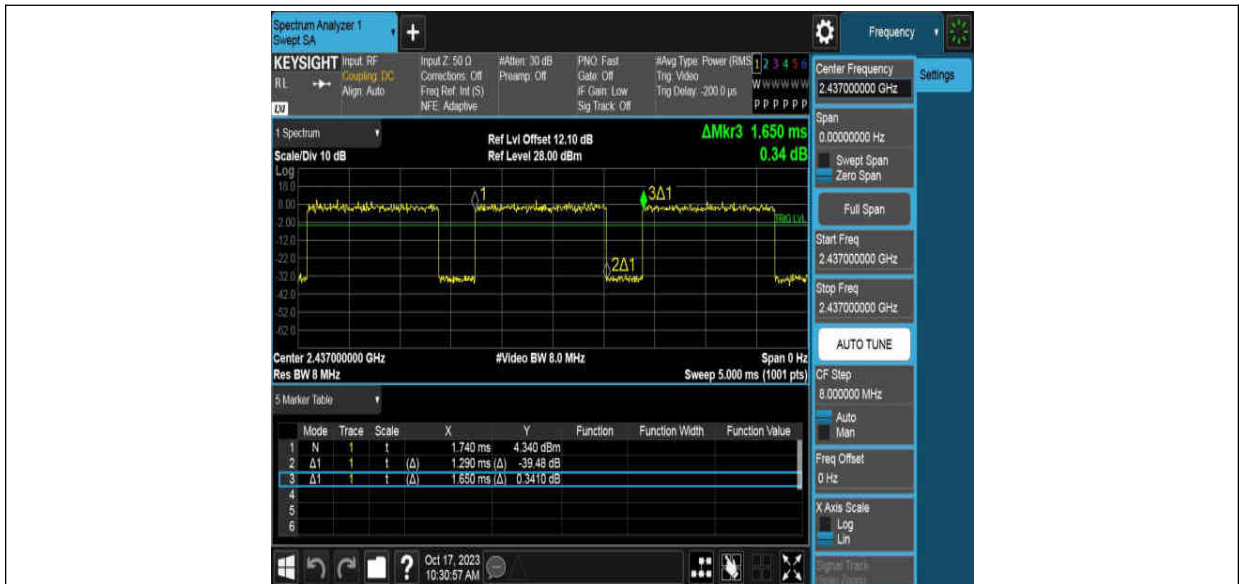 Spectrum Analyzer 1
Swept SA
+
Frequency
KEYSIGHT
Input: RF
Input Z: 50 Ω
#Atten: 30 dB
PNO: Fast
#Avg Type: Power (RMS
1 2 3 4 5 6
RL
Coupling: DC
Corrections: Off
Preamp: Off
Gate: Off
Trig: Video
W W W W W W
Align: Auto
Freq Ref: Int (S)
IF Gain: Low
Trig Delay: -200.0 µs
NFE: Adaptive
Sig Track: Off
P P P P P P
LXI
Center Frequency
Settings
2.437000000 GHz
1 Spectrum
Ref Lvl Offset 12.10 dB
ΔMkr3 1.650 ms
Scale/Div 10 dB
Ref Level 28.00 dBm
0.34 dB
Log
18.0
8.00
-2.00
-12.0
-22.0
-32.0
-42.0
-52.0
-62.0
1
3Δ1
TRIG LVL
2Δ1
Span
0.00000000 Hz
Swept Span
Zero Span
Full Span
Start Freq
2.437000000 GHz
Stop Freq
2.437000000 GHz
AUTO TUNE
Center 2.437000000 GHz
#Video BW 8.0 MHz
Span 0 Hz
Res BW 8 MHz
Sweep 5.000 ms (1001 pts)
CF Step
8.000000 MHz
Auto
Man
5 Marker Table
Mode Trace Scale X Y Function Function Width Function Value
1 N 1 t 1.740 ms 4.340 dBm
2 Δ1 1 t (Δ) 1.290 ms (Δ) -39.48 dB
3 Δ1 1 t (Δ) 1.650 ms (Δ) 0.3410 dB
4
5
6
Freq Offset
0 Hz
X Axis Scale
Log
Lin
Signal Track
(Span Zoom)
?
Oct 17, 2023
10:30:57 AM